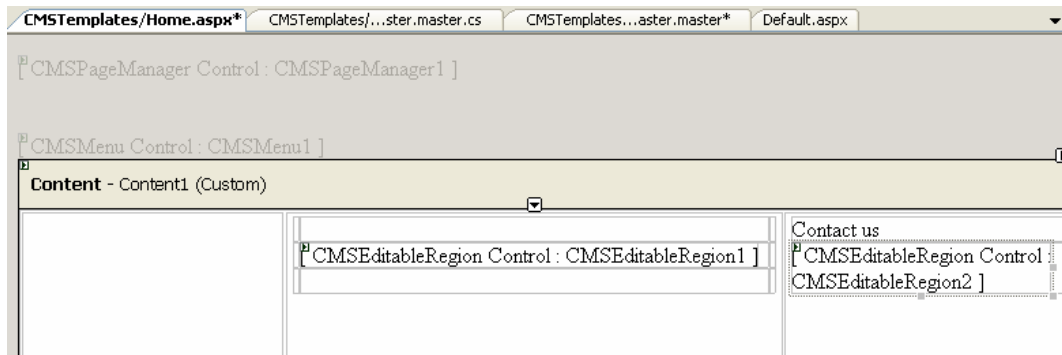 CMSTemplates/Home.aspx* CMSTemplates/...ster.master.cs CMSTemplates...aster.master* Default.aspx
[ CMSPageManager Control : CMSPageManager1 ]
[ CMSMenu Control : CMSMenu1 ]
Content - Content1 (Custom)
Contact us
[ CMSEditableRegion Control : CMSEditableRegion1 ]
[ CMSEditableRegion Control :
CMSEditableRegion2 ]